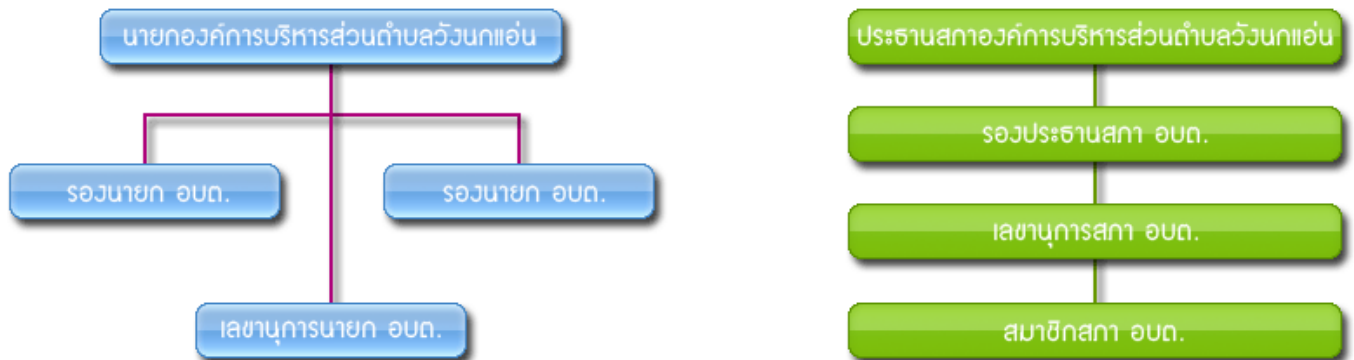 นายกองค์การบริหารส่วนตำบลวังนกแอ่น
รองนายก อบต.
รองนายก อบต.
เลขานุการนายก อบต.
ประธานสภาองค์การบริหารส่วนตำบลวังนกแอ่น
รองประธานสภา อบต.
เลขานุการสภา อบต.
สมาชิกสภา อบต.